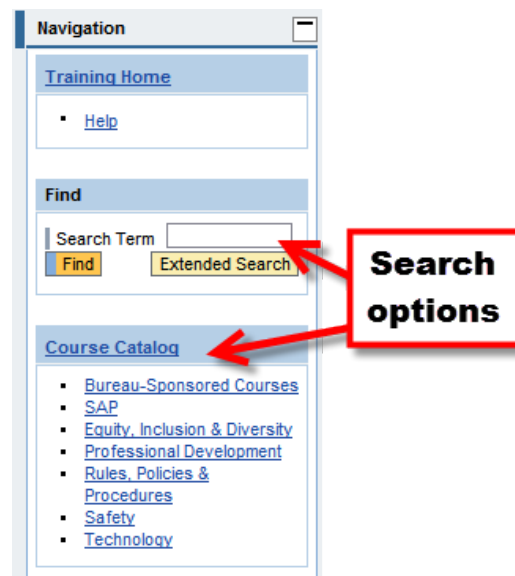 Navigation
Training Home
Help
Find
Search Term
Find Extended Search
Search
options
Course Catalog
Bureau-Sponsored Courses
SAP
Equity, Inclusion & Diversity
Professional Development
Rules, Policies &
Procedures
Safety
Technology